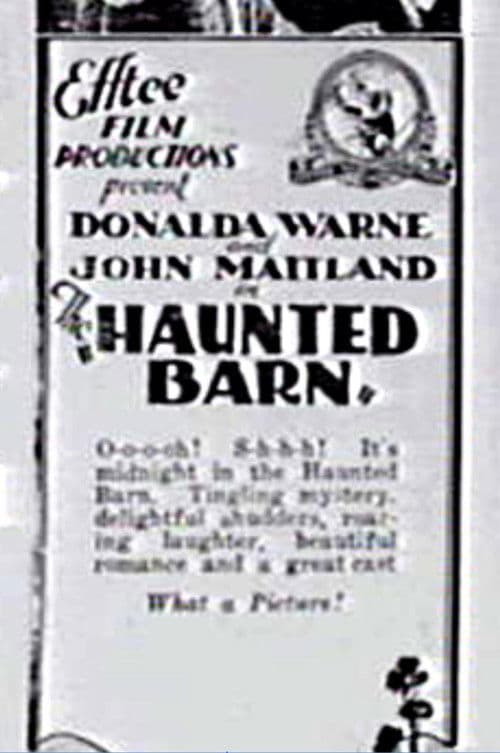 Efftee
FILM
PRODUCTIONS
present
DONALDA WARNE
and
JOHN MAITLAND
in
The
"HAUNTED
BARN"
O-o-o-oh! S-h-h-h! It's
midnight in the Haunted
Barn. Tingling mystery,
delightful shudders, roar-
ing laughter, beautiful
romance and a great cast
What a Picture!